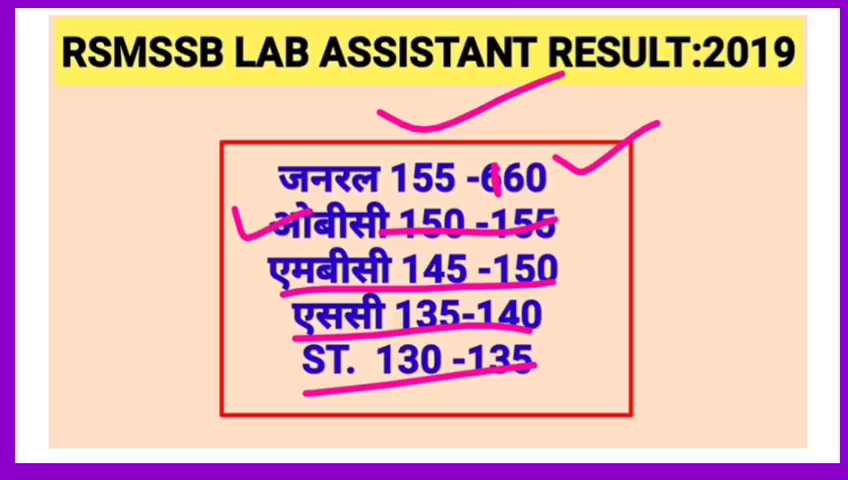 RSMSSB LAB ASSISTANT RESULT:2019
जनरल 155 -660
ओबीसी 150 -155
एमबीसी 145 -150
एससी 135-140
ST. 130 -135